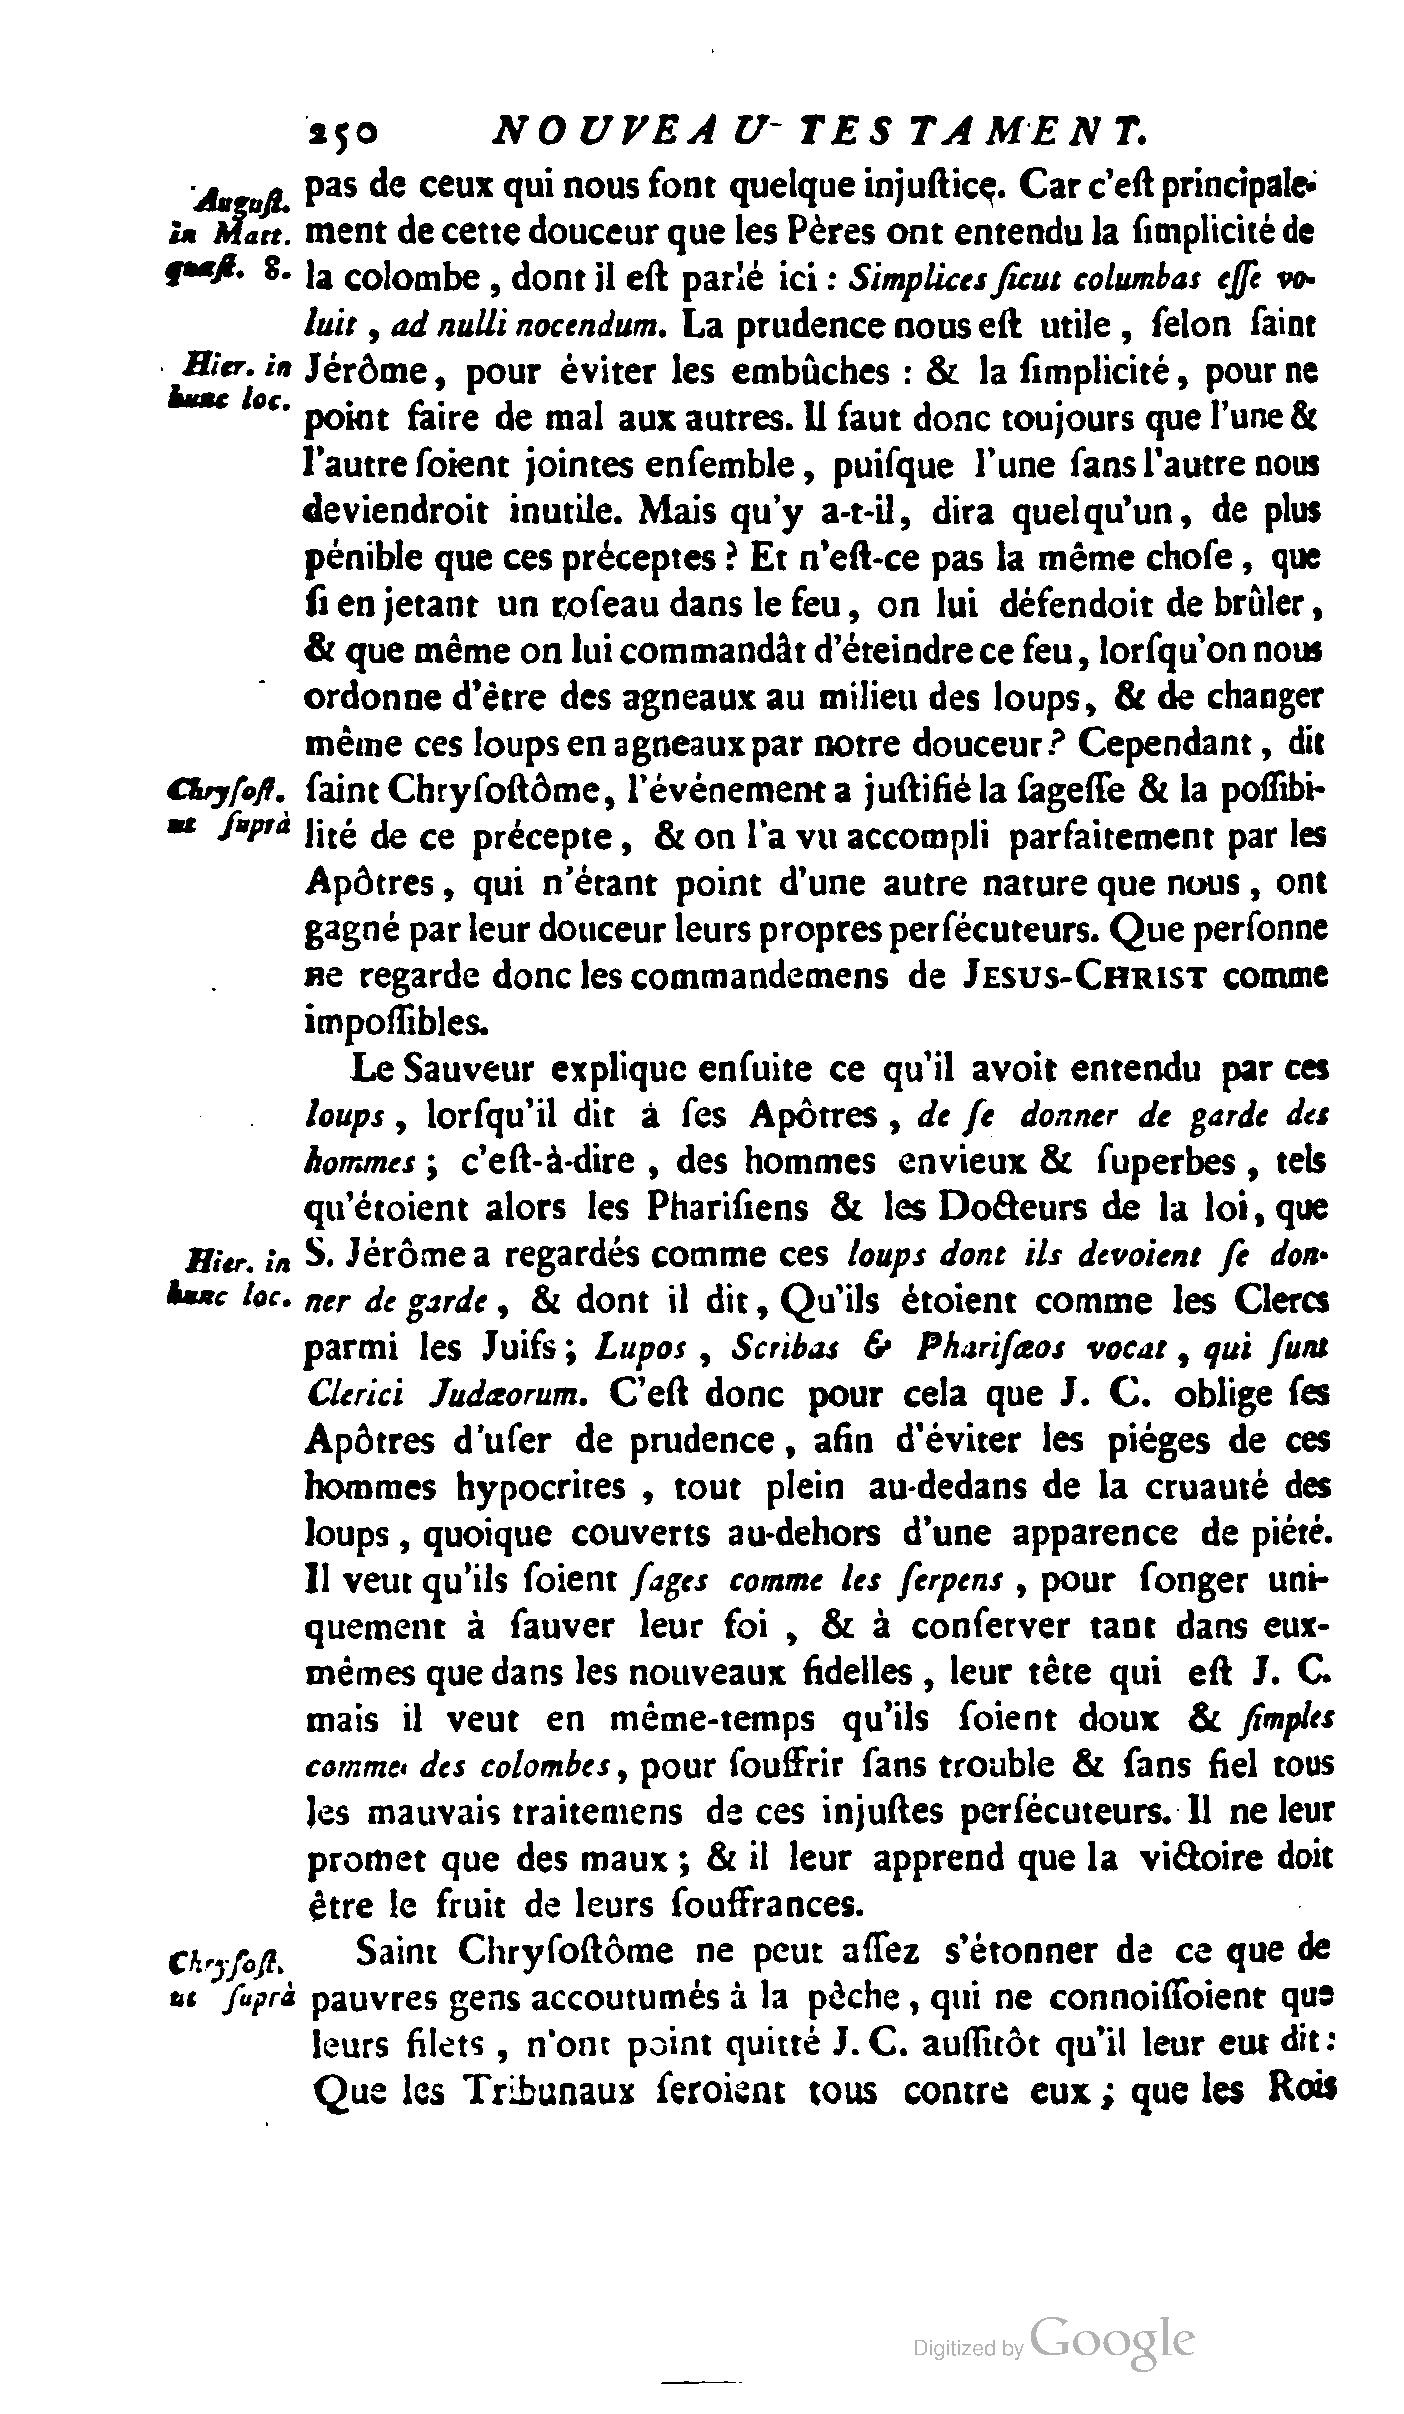 250 NOUVEAU-TESTAMENT.
August. pas de ceux qui nous font quelque injuſtice. Car c'eſt principale-
in Matt. ment de cette douceur que les Pères ont entendu la ſimplicité de
quæſt. 8. la colombe, dont il eſt parlé ici : Simplices ſicut columbas eſſe vo-
luit, ad nulli nocendum. La prudence nous eſt utile, ſelon ſaint
Hier. in Jérôme, pour éviter les embûches : & la ſimplicité, pour ne
hunc loc. point faire de mal aux autres. Il faut donc toujours que l'une &
l'autre ſoient jointes enſemble, puiſque l'une ſans l'autre nous
deviendroit inutile. Mais qu'y a-t-il, dira quelqu'un, de plus
pénible que ces préceptes ? Et n'eſt-ce pas la même choſe, que
ſi en jetant un roſeau dans le feu, on lui défendoit de brûler,
& que même on lui commandât d'éteindre ce feu, lorſqu'on nous
ordonne d'être des agneaux au milieu des loups, & de changer
même ces loups en agneaux par notre douceur ? Cependant, dit
Chryſoſt. ſaint Chryſoſtôme, l'événement a juſtifié la ſageſſe & la poſſibi-
ut ſuprà lité de ce précepte, & on l'a vu accompli parfaitement par les
Apôtres, qui n'étant point d'une autre nature que nous, ont
gagné par leur douceur leurs propres perſécuteurs. Que perſonne
ne regarde donc les commandemens de JESUS-CHRIST comme
impoſſibles.
Le Sauveur explique enſuite ce qu'il avoit entendu par ces
loups, lorſqu'il dit à ſes Apôtres, de ſe donner de garde des
hommes ; c'eſt-à-dire, des hommes envieux & ſuperbes, tels
qu'étoient alors les Phariſiens & les Docteurs de la loi, que
Hier. in S. Jérôme a regardés comme ces loups dont ils devoient ſe don-
hunc loc. ner de garde, & dont il dit, Qu'ils étoient comme les Clercs
parmi les Juifs ; Lupos, Scribas & Phariſæos vocat, qui ſunt
Clerici Judæorum. C'eſt donc pour cela que J. C. oblige ſes
Apôtres d'uſer de prudence, afin d'éviter les piéges de ces
hommes hypocrites, tout plein au-dedans de la cruauté des
loups, quoique couverts au-dehors d'une apparence de piété.
Il veut qu'ils ſoient ſages comme les ſerpens, pour ſonger uni-
quement à ſauver leur foi, & à conſerver tant dans eux-
mêmes que dans les nouveaux fidelles, leur tête qui eſt J. C.
mais il veut en même-temps qu'ils ſoient doux & ſimples
comme des colombes, pour ſouffrir ſans trouble & ſans fiel tous
les mauvais traitemens de ces injuſtes perſécuteurs. Il ne leur
promet que des maux ; & il leur apprend que la victoire doit
être le fruit de leurs ſouffrances.
Chryſoſt. Saint Chryſoſtôme ne peut aſſez s'étonner de ce que de
ut ſuprà pauvres gens accoutumés à la pêche, qui ne connoiſſoient que
leurs filets, n'ont point quitté J. C. auſſitôt qu'il leur eut dit :
Que les Tribunaux ſeroient tous contre eux ; que les Rois
Digitized by Google